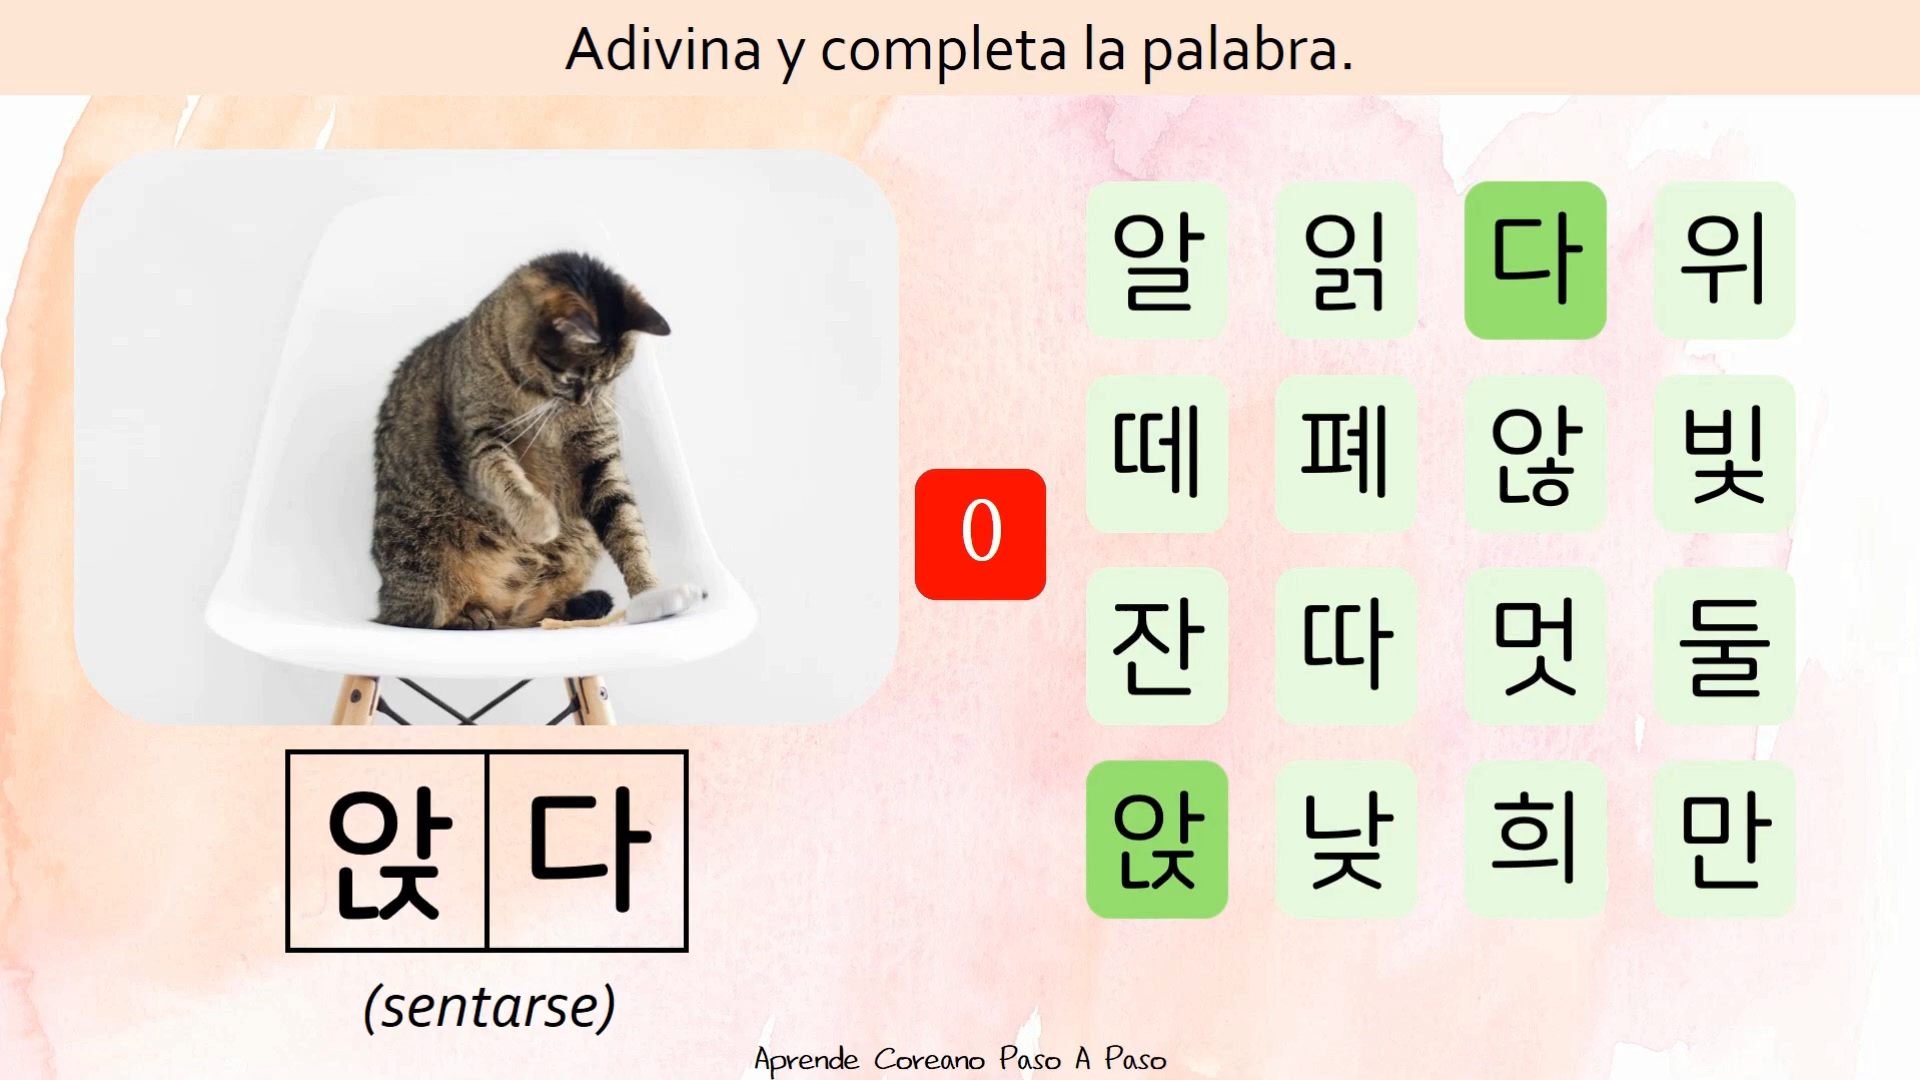 Adivina y completa la palabra.
알 읽 다 위
떼 폐 않 빛
0
잔 따 멋 둘
앉 낮 희 만
앉 다
(sentarse)
Aprende Coreano Paso A Paso